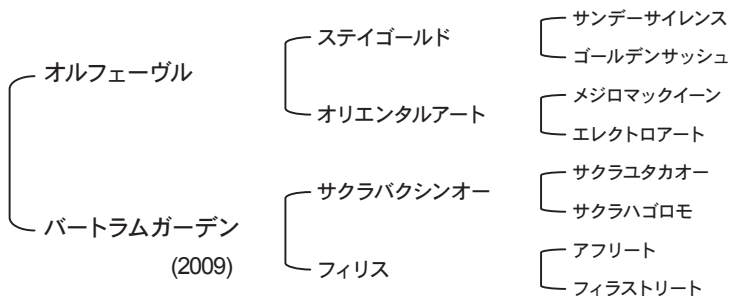 オルフェーヴル
ステイゴールド
サンデーサイレンス
ゴールデンサッシュ
オリエンタルアート
メジロマックイーン
エレクトロアート
バートラムガーデン
(2009)
サクラバクシンオー
サクラユタカオー
サクラハゴロモ
フィリス
アフリート
フィラストリート